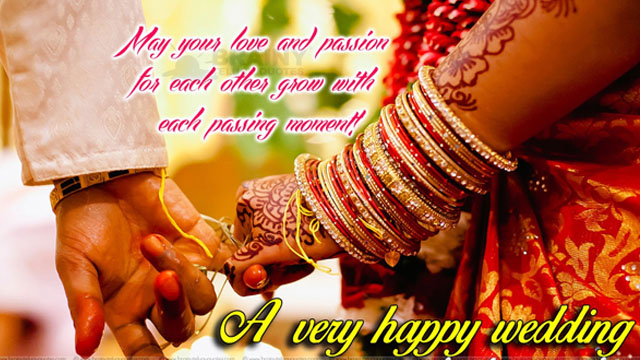 May your love and passion
for each other grow with
each passing moment!
A very happy wedding